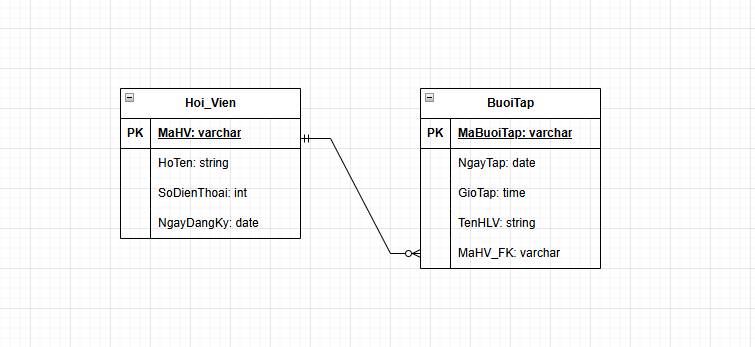 Hoi_Vien
PK MaHV: varchar
HoTen: string
SoDienThoai: int
NgayDangKy: date
BuoiTap
PK MaBuoiTap: varchar
NgayTap: date
GioTap: time
TenHLV: string
MaHV_FK: varchar